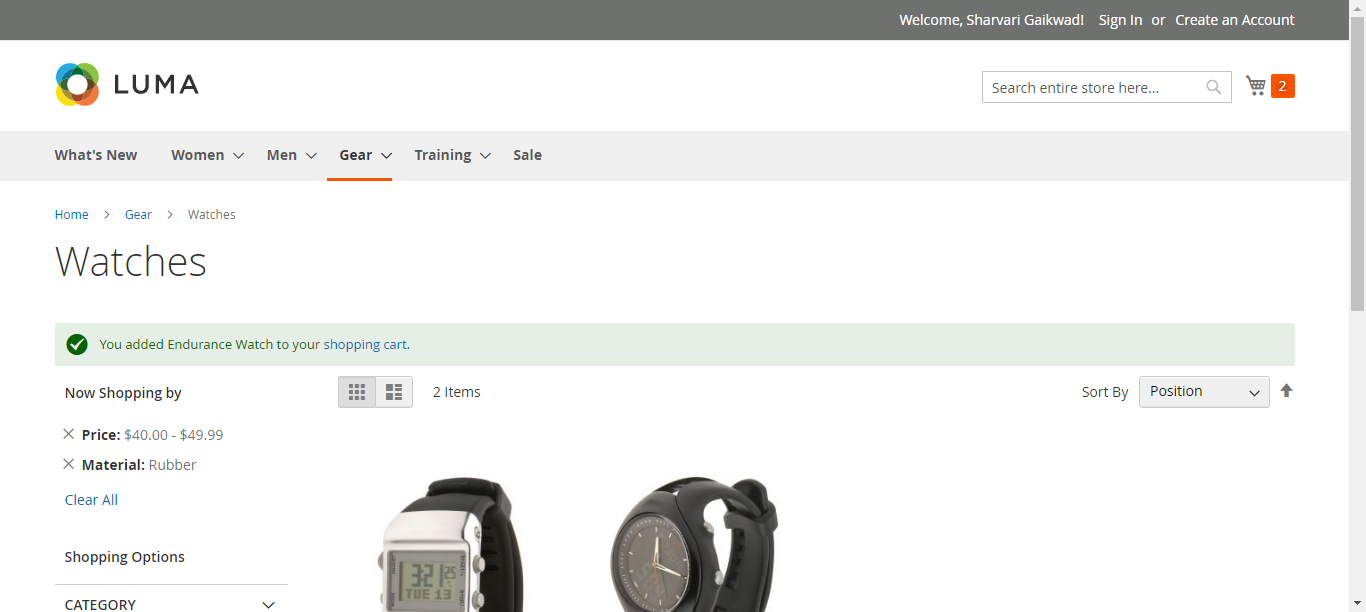 Welcome, Sharvari Gaikwad! Sign In or Create an Account
LUMA
Search entire store here...
2
What's New Women Men Gear Training Sale
Home > Gear > Watches
Watches
You added Endurance Watch to your shopping cart.
Now Shopping by
2 Items
Sort By Position
Price: $40.00 - $49.99
Material: Rubber
Clear All
Shopping Options
CATEGORY
3:21 25
TUE 13